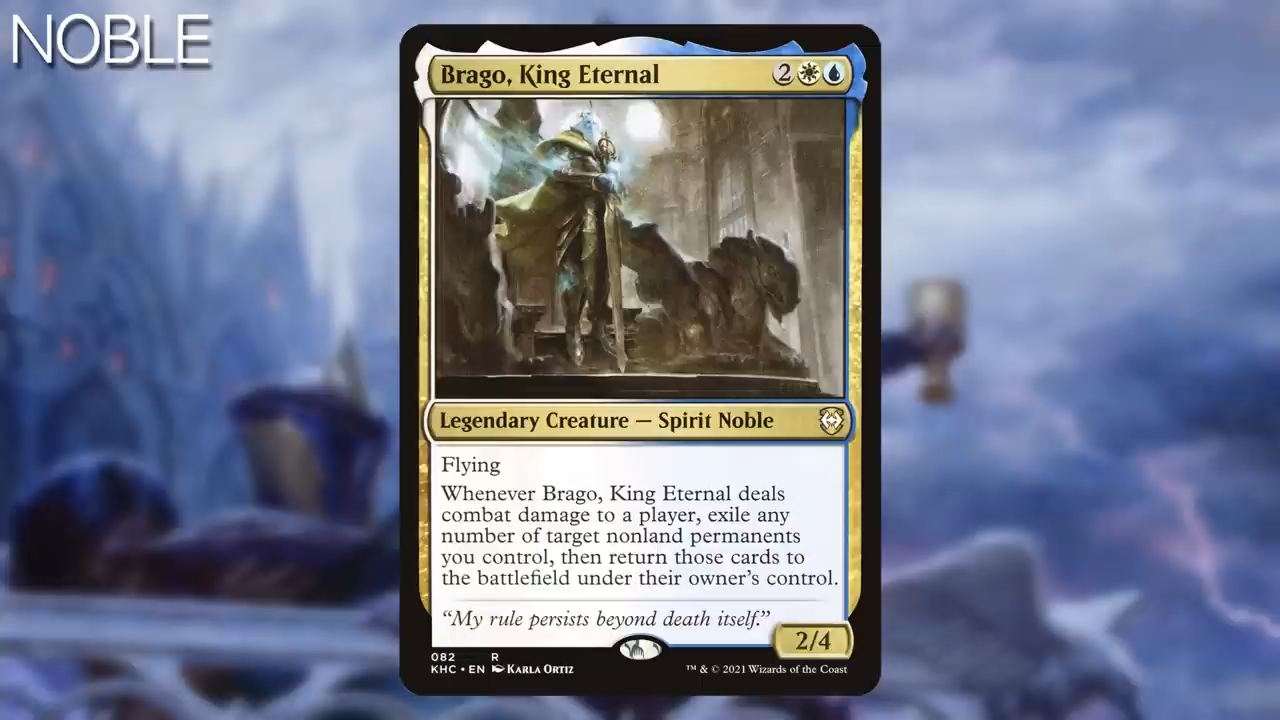 NOBLE
Brago, King Eternal
2
Legendary Creature — Spirit Noble
Flying
Whenever Brago, King Eternal deals
combat damage to a player, exile any
number of target nonland permanents
you control, then return those cards to
the battlefield under their owner's control.
"My rule persists beyond death itself."
2/4
082 R
KHC • EN KARLA ORTIZ
™ & © 2021 Wizards of the Coast